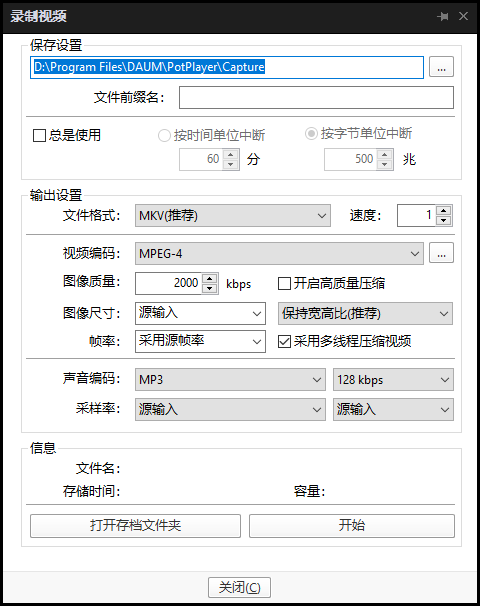 录制视频
保存设置
D:\Program Files\DAUM\PotPlayer\Capture ...
文件前缀名：
总是使用 按时间单位中断 按字节单位中断
60 分 500 兆
输出设置
文件格式： MKV(推荐) 速度： 1
视频编码： MPEG-4 ...
图像质量： 2000 kbps 开启高质量压缩
图像尺寸： 源输入 保持宽高比(推荐)
帧率： 采用源帧率 采用多线程压缩视频
声音编码： MP3 128 kbps
采样率： 源输入 源输入
信息
文件名：
存储时间： 容量：
打开存档文件夹 开始
关闭(C)